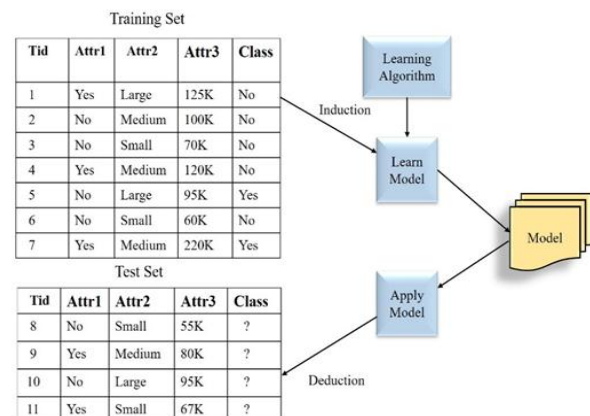 Training Set
Tid Attr1 Attr2 Attr3 Class
1 Yes Large 125K No
2 No Medium 100K No
3 No Small 70K No
4 Yes Medium 120K No
5 No Large 95K Yes
6 No Small 60K No
7 Yes Medium 220K Yes
Test Set
Tid Attr1 Attr2 Attr3 Class
8 No Small 55K ?
9 Yes Medium 80K ?
10 No Large 95K ?
11 Yes Small 67K ?
Learning
Algorithm
Induction
Learn
Model
Model
Apply
Model
Deduction